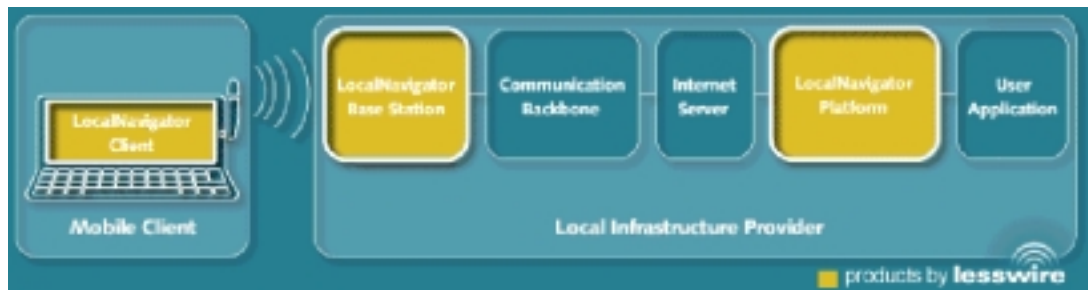 LocalNavigator
Client
Mobile Client
LocalNavigator
Base Station
Communication
Backbone
Internet
Server
LocalNavigator
Platform
User
Application
Local Infrastructure Provider
products by lesswire